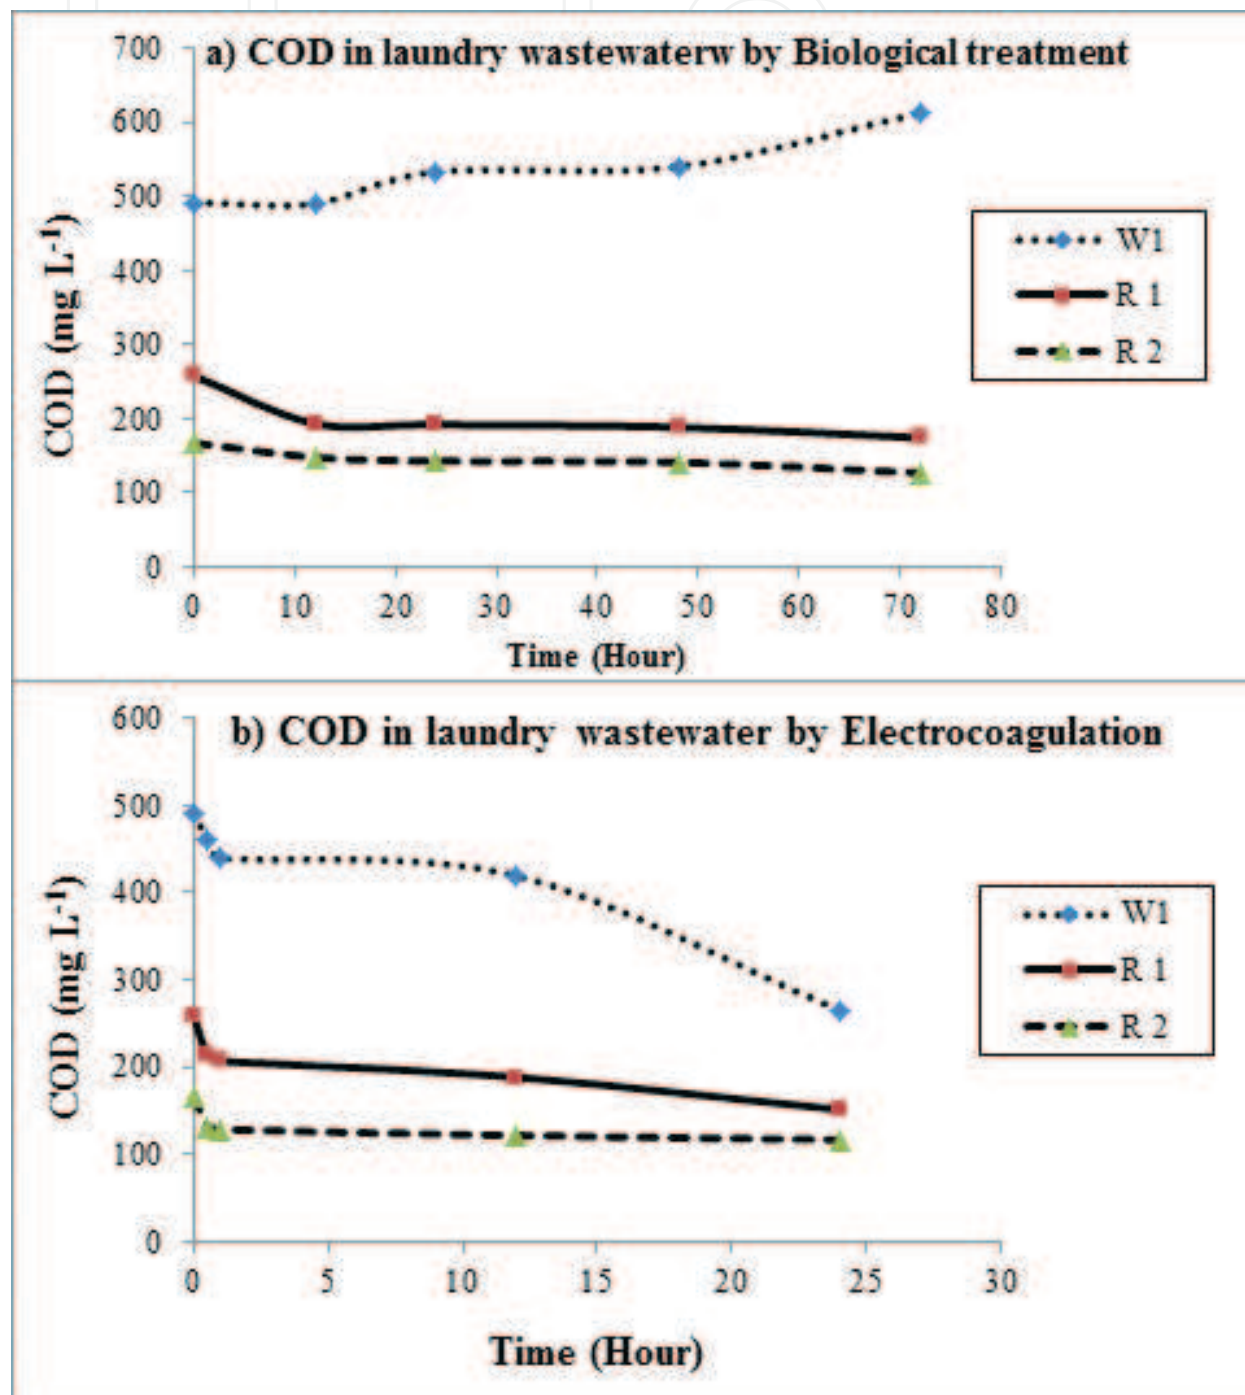 a) COD in laundry wastewaterw by Biological treatment
700
600
500
400
300
200
100
0
COD (mg L-1)
0 10 20 30 40 50 60 70 80
Time (Hour)
W1
R 1
R 2
b) COD in laundry wastewater by Electrocoagulation
600
500
400
300
200
100
0
COD (mg L-1)
0 5 10 15 20 25 30
Time (Hour)
W1
R 1
R 2